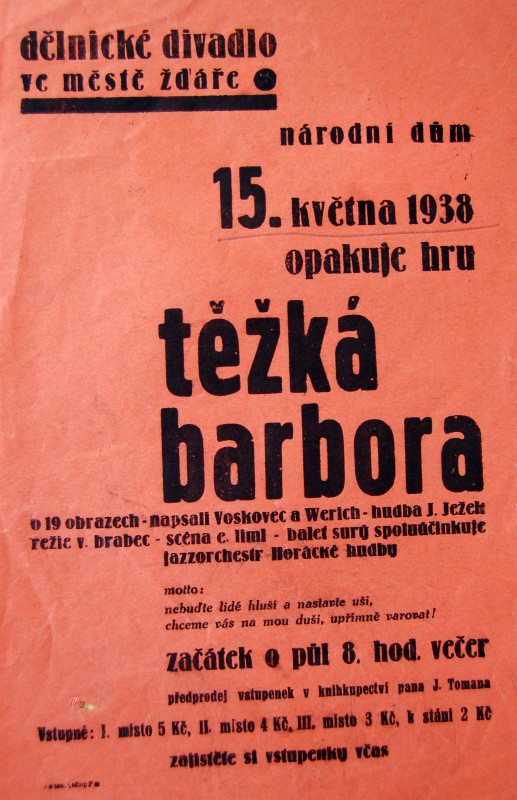 dělnické divadlo
ve městě žďáře
národní dům
15. května 1938
opakuje hru
těžká
barbora
o 19 obrazech - napsali Voskovec a Werich - hudba J. Ježek
režie v. brabec - scéna e. liml - balet surý spoluúčinkuje
jazzorchestr Horácké hudby
motto:
nebuďte lidé hluší a nastavte uši,
chceme vás na mou duši, upřímně varovat!
začátek o půl 8. hod. večer
předprodej vstupenek v knihkupectví pana J. Tomana
Vstupné: I. místo 5 Kč, II. místo 4 Kč, III. místo 3 Kč, k stání 2 Kč
zajistěte si vstupenky včas